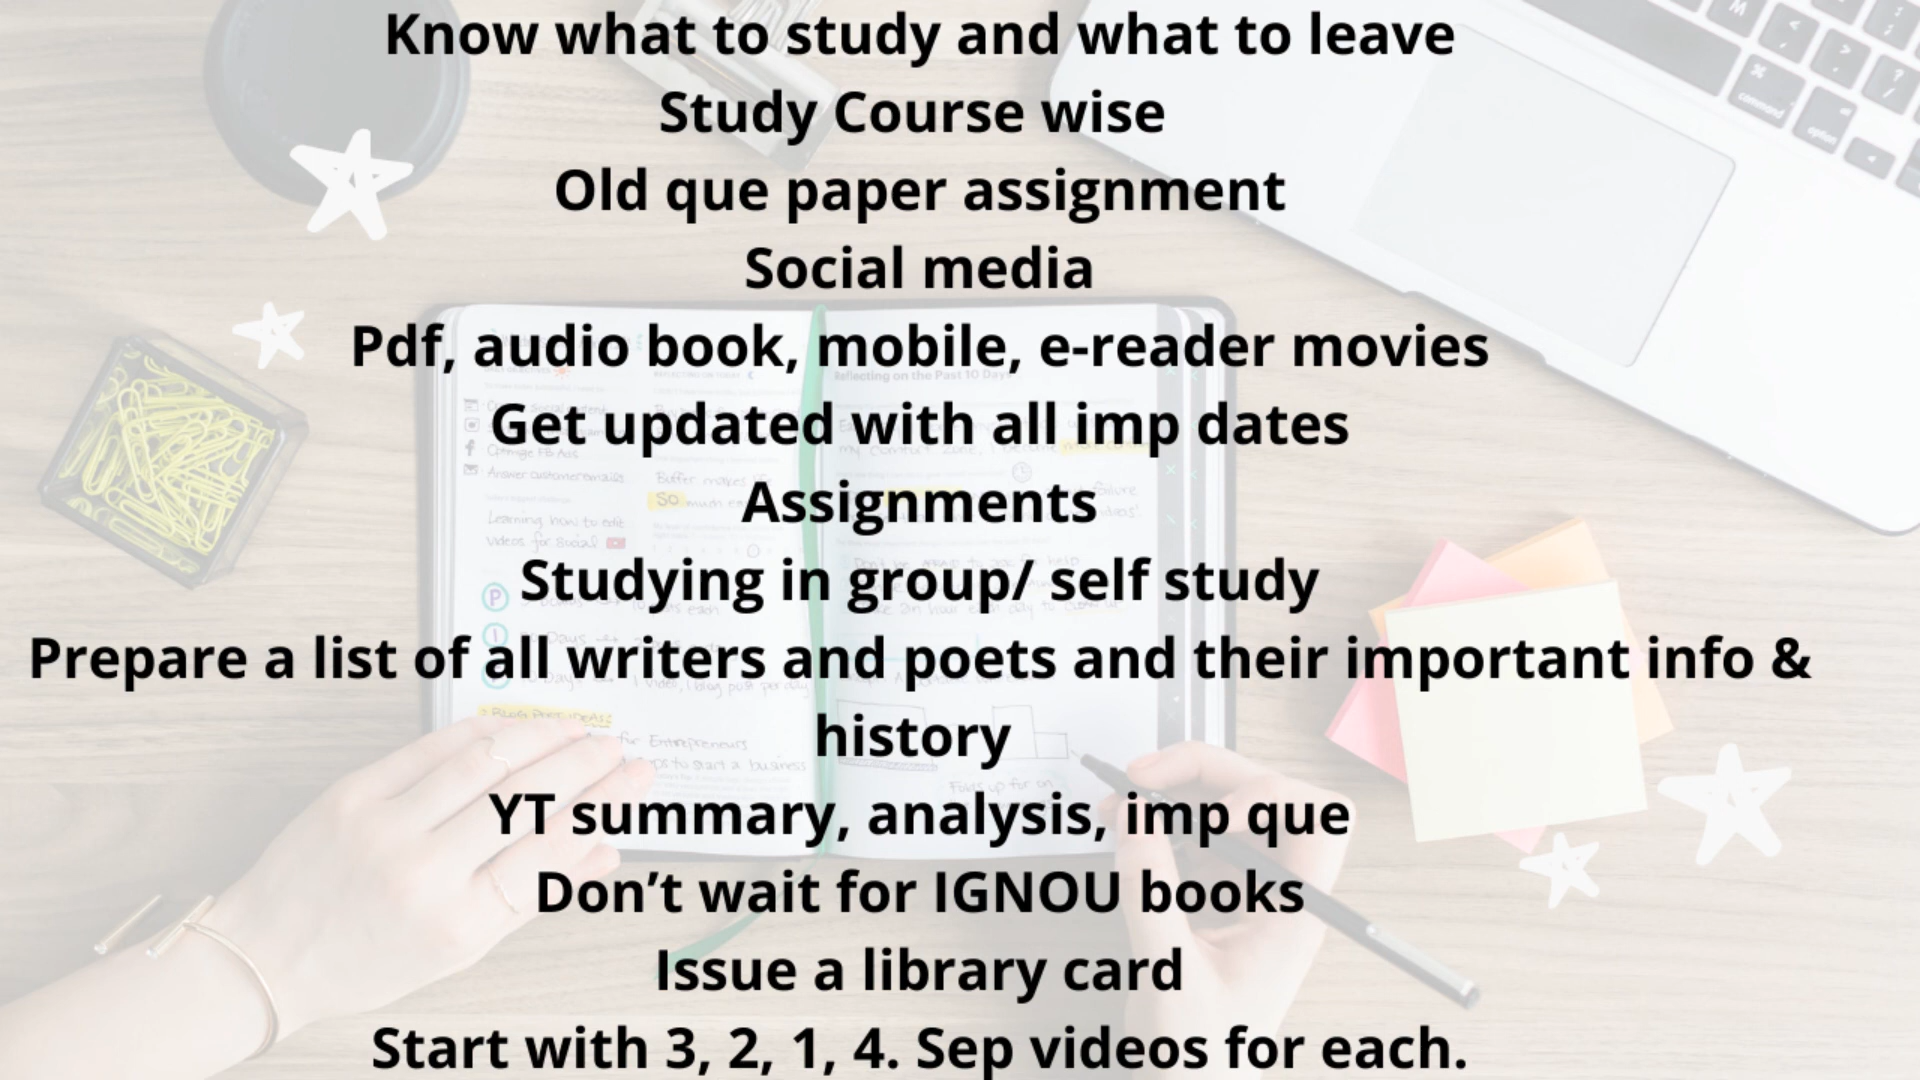 Know what to study and what to leave
Study Course wise
Old que paper assignment
Social media
Pdf, audio book, mobile, e-reader movies
Get updated with all imp dates
Assignments
Studying in group/ self study
Prepare a list of all writers and poets and their important info &
history
YT summary, analysis, imp que
Don’t wait for IGNOU books
Issue a library card
Start with 3, 2, 1, 4. Sep videos for each.